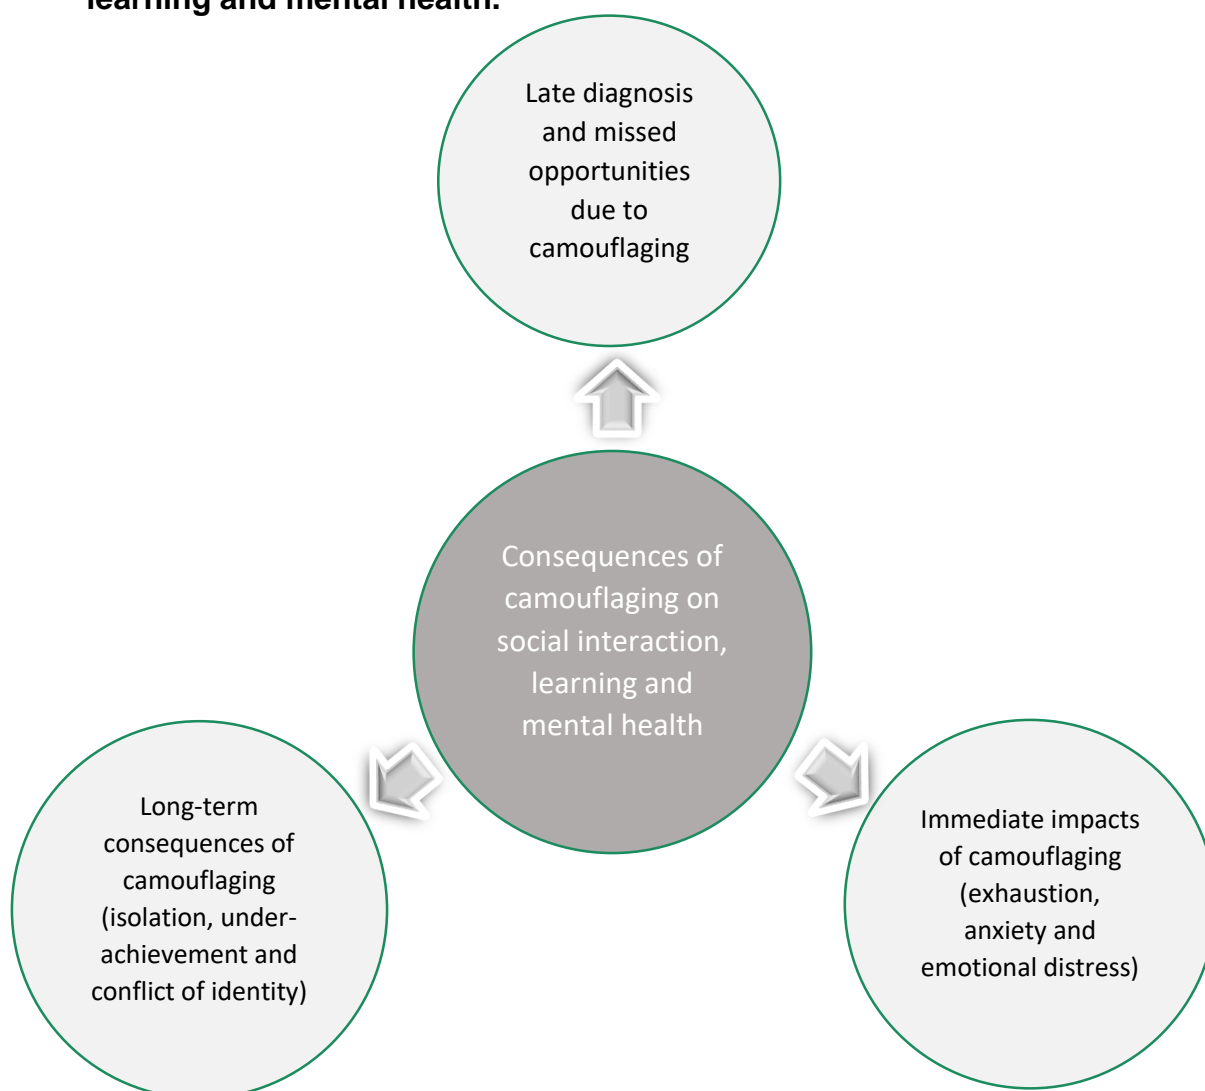 learning and mental health.
Late diagnosis
and missed
opportunities
due to
camouflaging
Consequences of
camouflaging on
social interaction,
learning and
mental health
Long-term
consequences of
camouflaging
(isolation, under-
achievement and
conflict of identity)
Immediate impacts
of camouflaging
(exhaustion,
anxiety and
emotional distress)